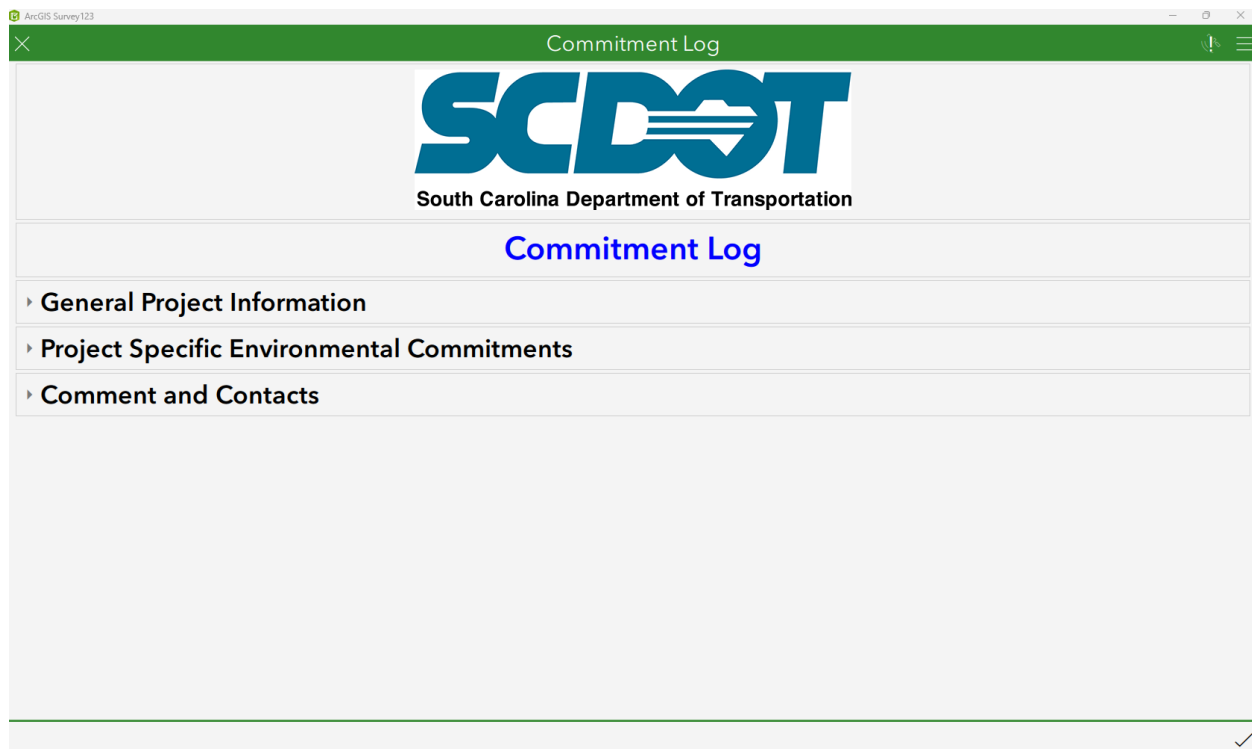 ArcGIS Survey123
Commitment Log
SCDOT
South Carolina Department of Transportation
Commitment Log
General Project Information
Project Specific Environmental Commitments
Comment and Contacts